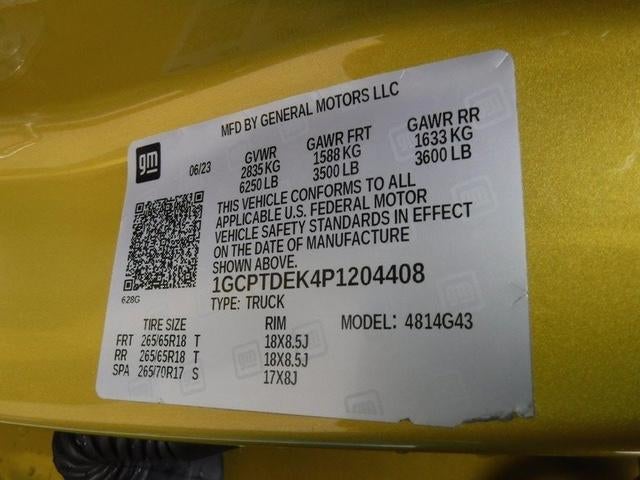 MFD BY GENERAL MOTORS LLC
gm
06/23
GVWR GAWR FRT GAWR RR
2835 KG 1588 KG 1633 KG
6250 LB 3500 LB 3600 LB
THIS VEHICLE CONFORMS TO ALL
APPLICABLE U.S. FEDERAL MOTOR
VEHICLE SAFETY STANDARDS IN EFFECT
ON THE DATE OF MANUFACTURE
SHOWN ABOVE.
628G
1GCPTDEK4P1204408
TYPE: TRUCK
TIRE SIZE RIM MODEL: 4814G43
FRT 265/65R18 T 18X8.5J
RR 265/65R18 T 18X8.5J
SPA 265/70R17 S 17X8J